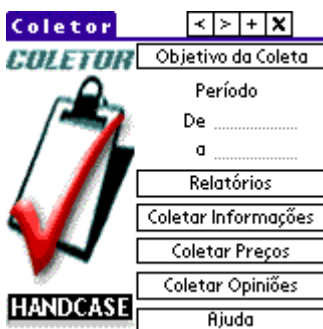 Coletor
< > + X
COLETOR
Objetivo da Coleta
Período
De
a
Relatórios
Coletar Informações
Coletar Preços
Coletar Opiniões
HANDCASE
Ajuda